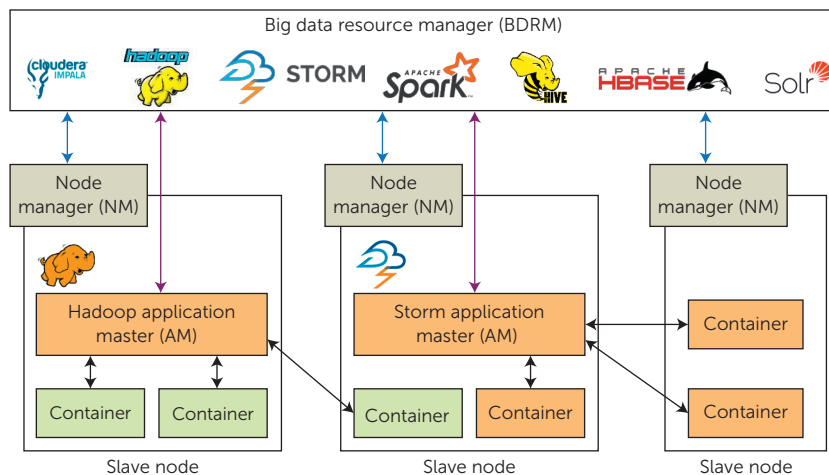 Big data resource manager (BDRM)
cloudera
IMPALA
hadoop
STORM
APACHE
Spark
TM
HIVE
APACHE
HBASE
Solr
Node
manager (NM)
Node
manager (NM)
Node
manager (NM)
Hadoop application
master (AM)
Storm application
master (AM)
Container
Container
Container
Container
Container
Container
Slave node
Slave node
Slave node